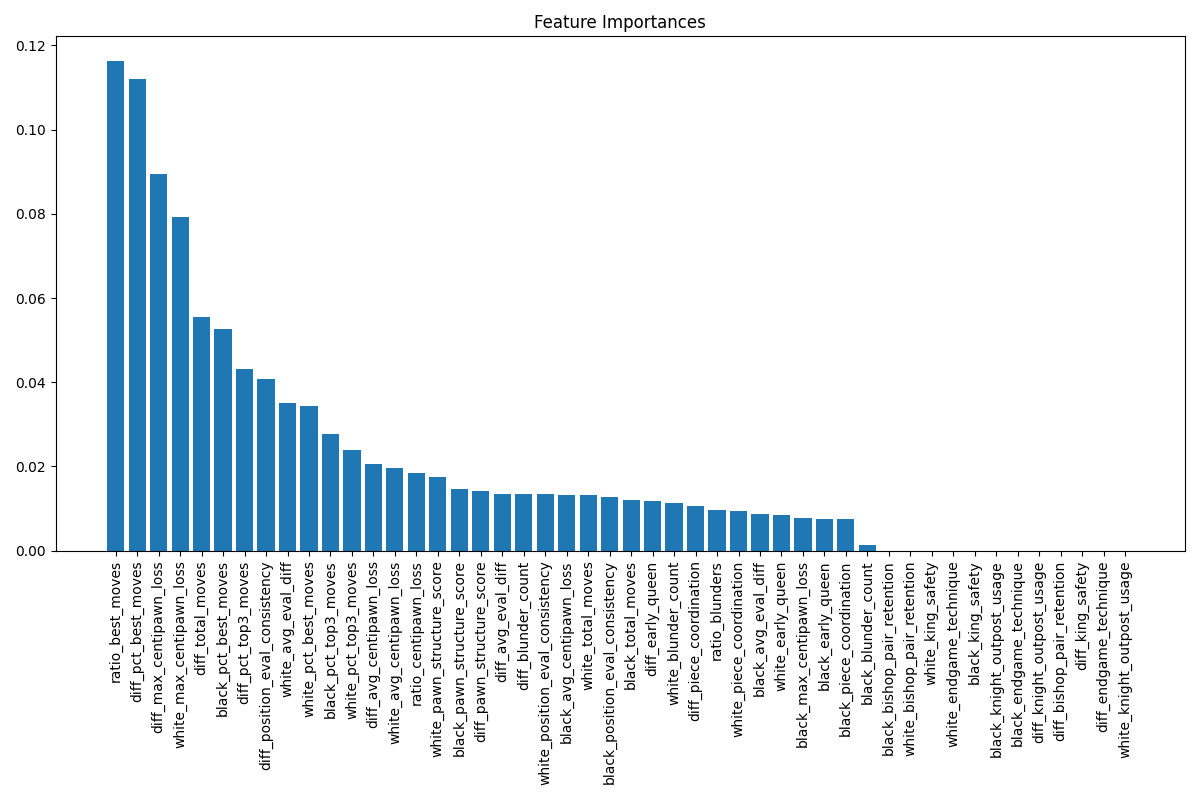 Feature Importances
0.12
0.10
0.08
0.06
0.04
0.02
0.00
ratio_best_moves
diff_pct_best_moves
diff_max_centipawn_loss
white_max_centipawn_loss
diff_total_moves
black_pct_best_moves
diff_pct_top3_moves
diff_position_eval_consistency
white_avg_eval_diff
white_pct_best_moves
black_pct_top3_moves
white_pct_top3_moves
diff_avg_centipawn_loss
white_avg_centipawn_loss
ratio_centipawn_loss
white_pawn_structure_score
black_pawn_structure_score
diff_pawn_structure_score
diff_avg_eval_diff
diff_blunder_count
white_position_eval_consistency
black_avg_centipawn_loss
white_total_moves
black_position_eval_consistency
black_total_moves
diff_early_queen
white_blunder_count
diff_piece_coordination
ratio_blunders
white_piece_coordination
black_avg_eval_diff
white_early_queen
black_max_centipawn_loss
black_early_queen
black_piece_coordination
black_blunder_count
black_bishop_pair_retention
white_bishop_pair_retention
white_king_safety
white_endgame_technique
black_king_safety
black_knight_outpost_usage
black_endgame_technique
diff_knight_outpost_usage
diff_bishop_pair_retention
diff_king_safety
diff_endgame_technique
white_knight_outpost_usage